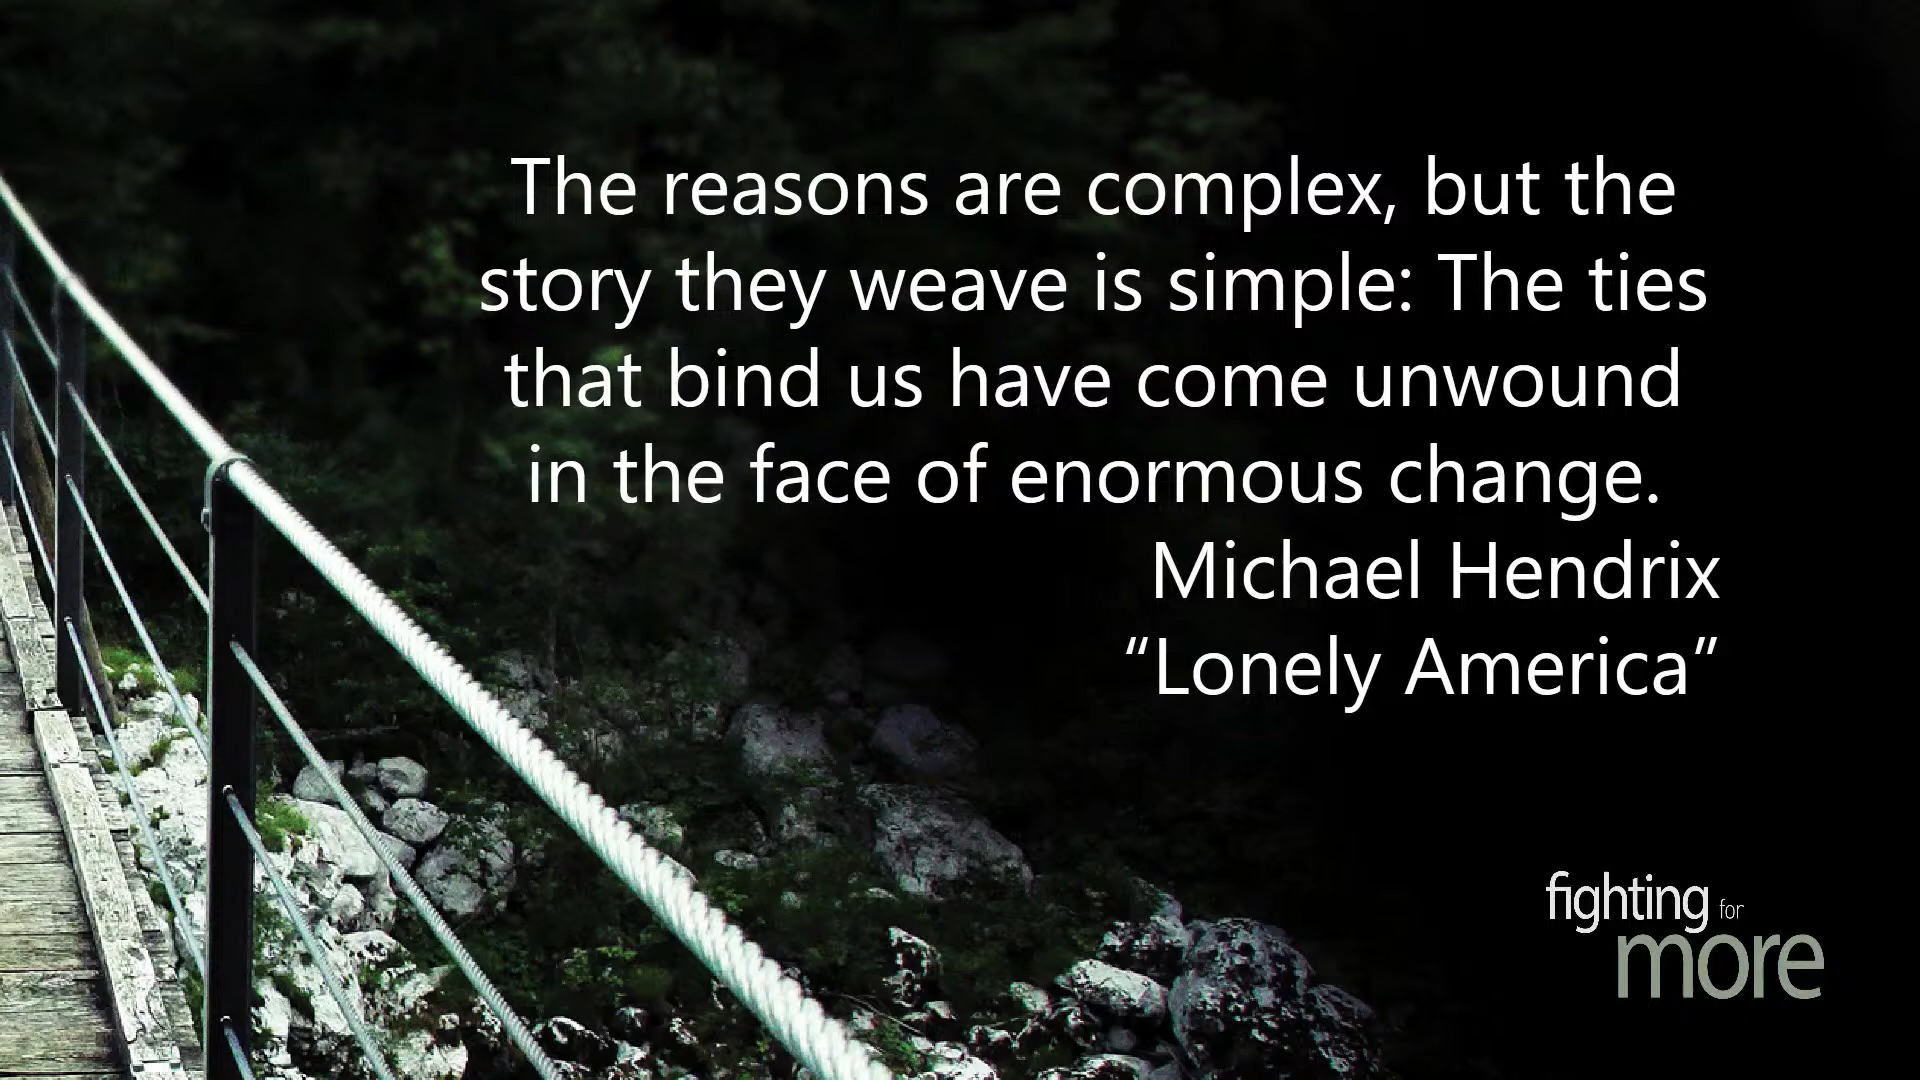 The reasons are complex, but the
story they weave is simple: The ties
that bind us have come unwound
in the face of enormous change.
Michael Hendrix
“Lonely America”
fighting for
more